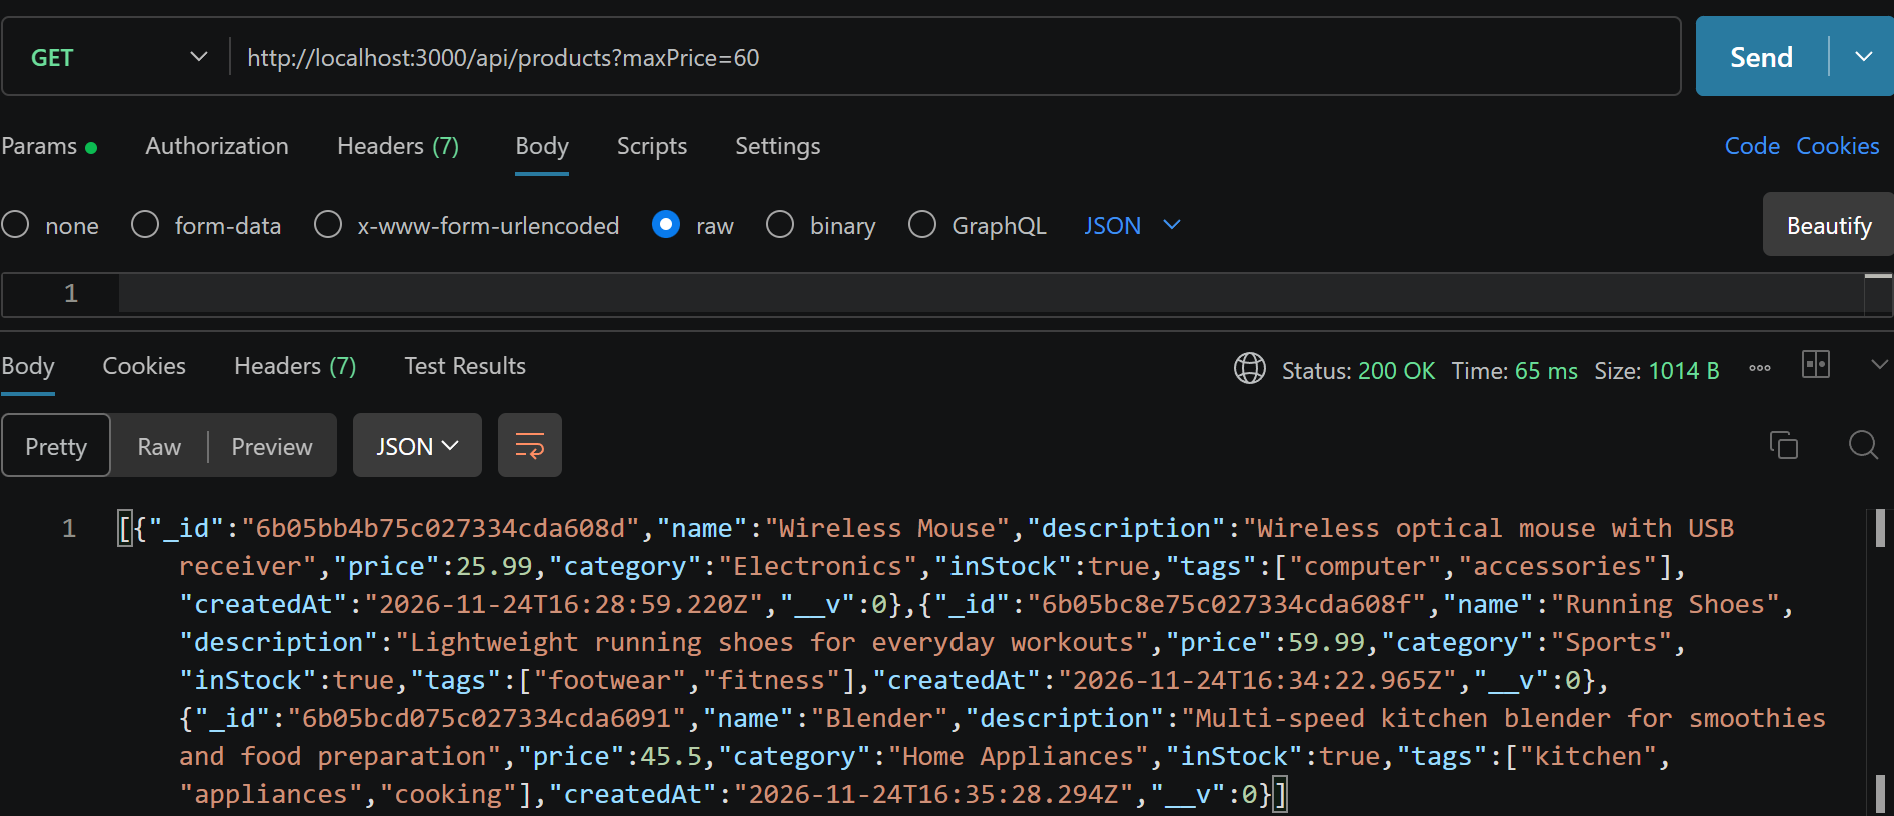 GET http://localhost:3000/api/products?maxPrice=60 Send
Params Authorization Headers (7) Body Scripts Settings Code Cookies
none form-data x-www-form-urlencoded raw binary GraphQL JSON Beautify
1
Body Cookies Headers (7) Test Results Status: 200 OK Time: 65 ms Size: 1014 B
Pretty Raw Preview JSON
1 [{"_id":"6b05bb4b75c027334cda608d","name":"Wireless Mouse","description":"Wireless optical mouse with USB
receiver","price":25.99,"category":"Electronics","inStock":true,"tags":["computer","accessories"],
"createdAt":"2026-11-24T16:28:59.220Z","__v":0},{"_id":"6b05bc8e75c027334cda608f","name":"Running Shoes",
"description":"Lightweight running shoes for everyday workouts","price":59.99,"category":"Sports",
"inStock":true,"tags":["footwear","fitness"],"createdAt":"2026-11-24T16:34:22.965Z","__v":0},
{"_id":"6b05bcd075c027334cda6091","name":"Blender","description":"Multi-speed kitchen blender for smoothies
and food preparation","price":45.5,"category":"Home Appliances","inStock":true,"tags":["kitchen",
"appliances","cooking"],"createdAt":"2026-11-24T16:35:28.294Z","__v":0}]